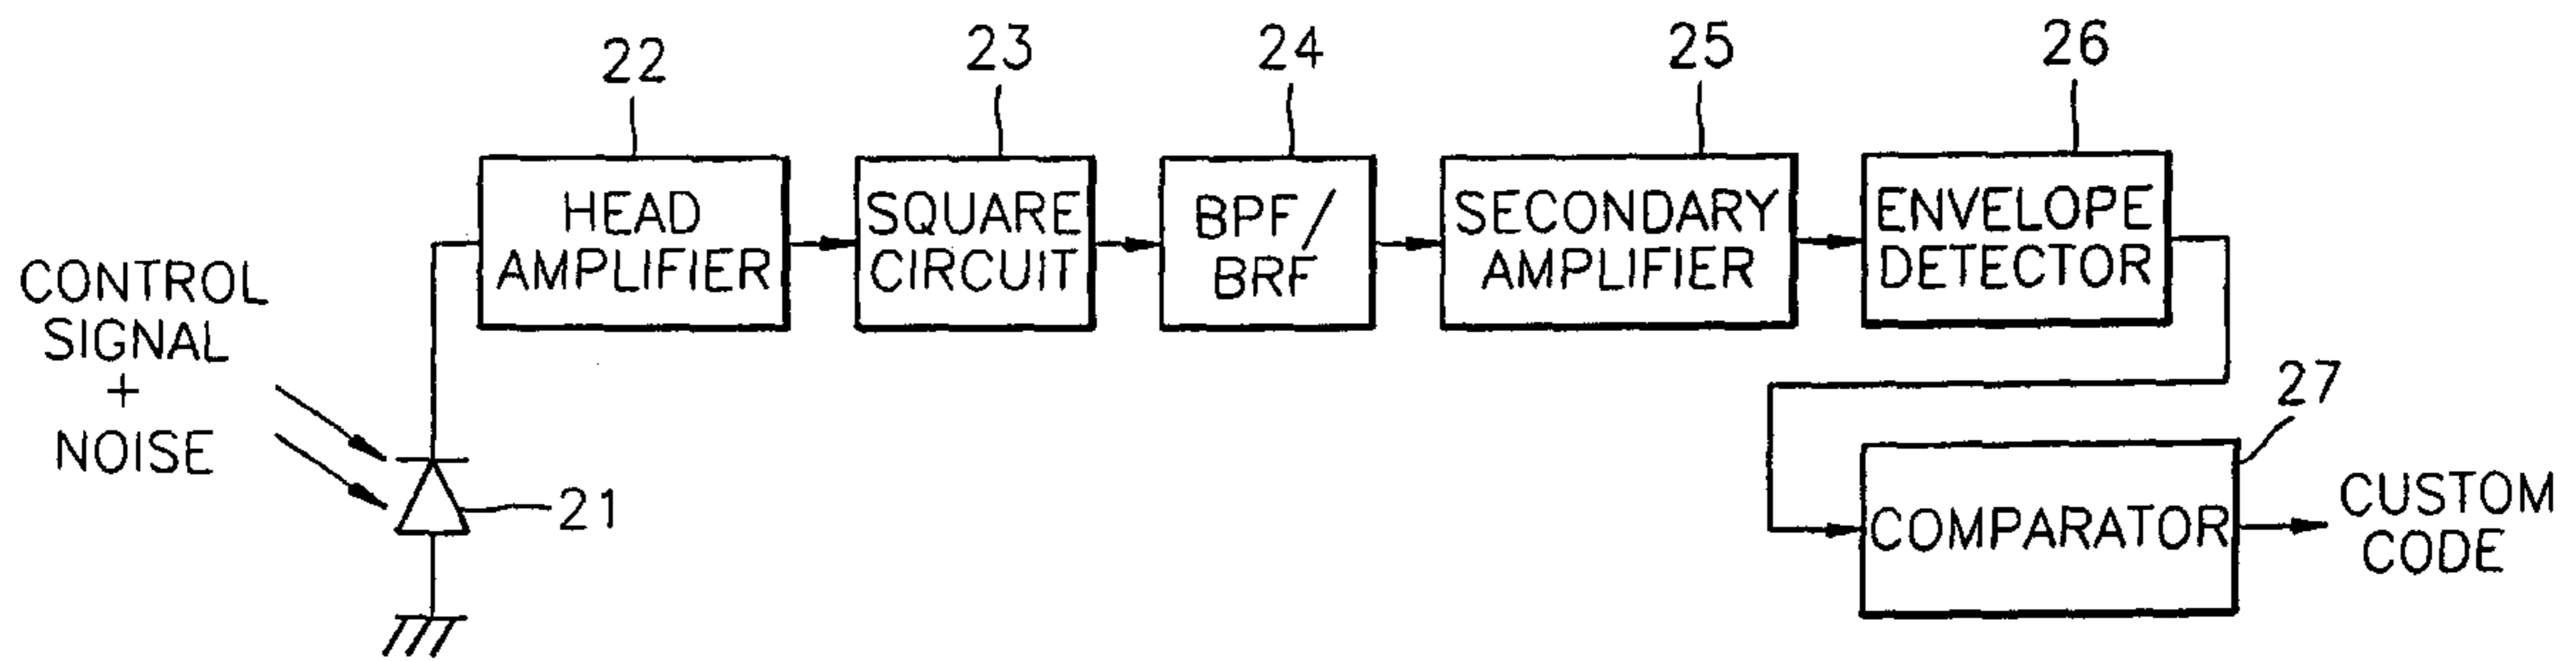 22
23
24
25
26
HEAD
AMPLIFIER
SQUARE
CIRCUIT
BPF/
BRF
SECONDARY
AMPLIFIER
ENVELOPE
DETECTOR
CONTROL
SIGNAL
+
NOISE
21
27
COMPARATOR
CUSTOM
CODE